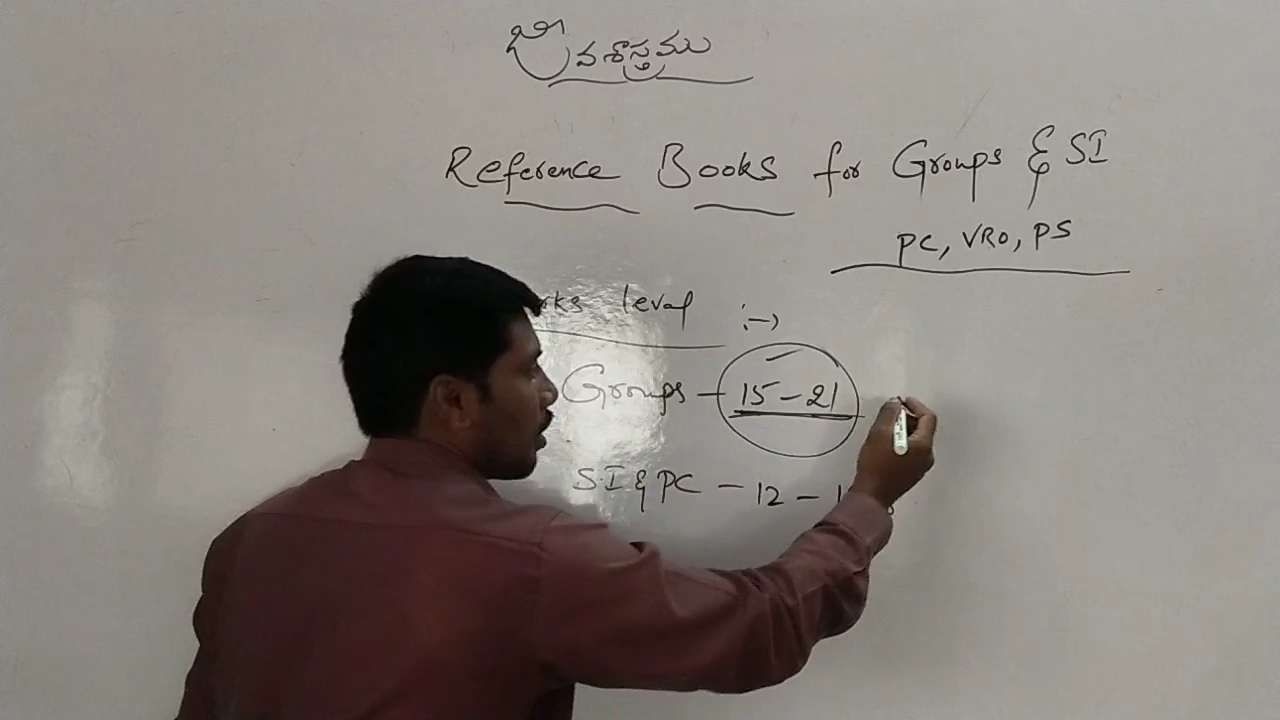 జీవశాస్త్రము
Reference Books for Groups & SI
PC, VRO, PS
level :→
Groups - 15 - 21
S.I & PC - 12 -